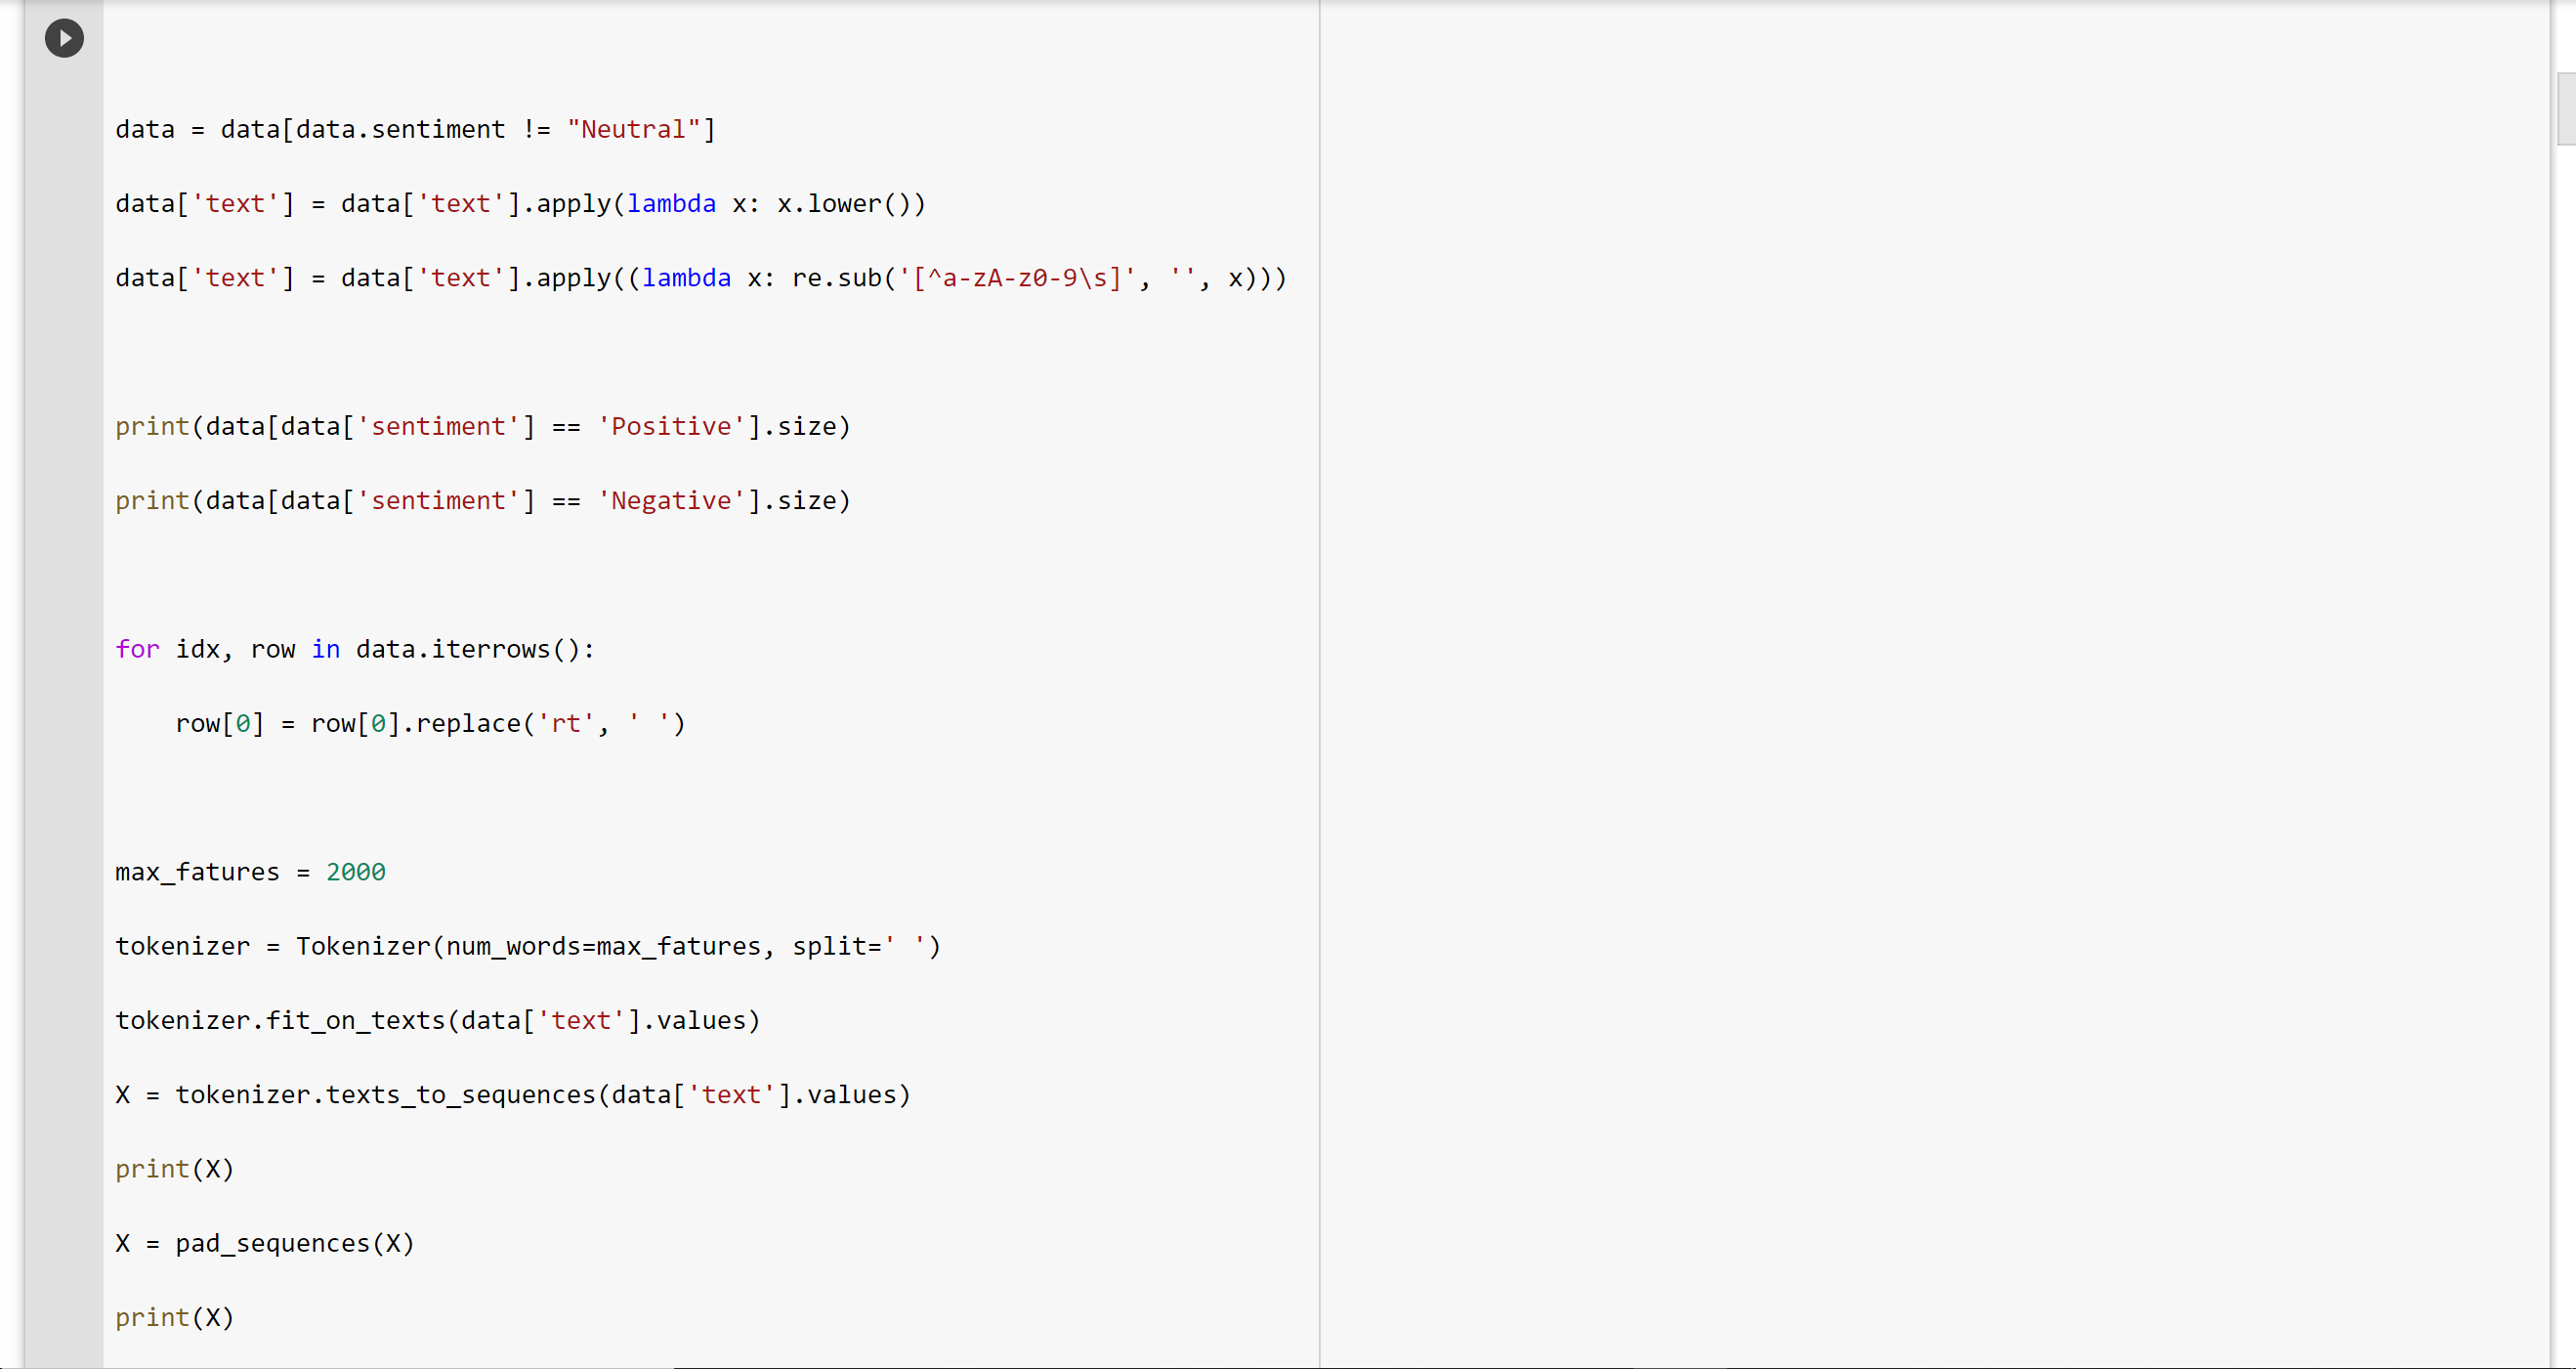 data = data[data.sentiment != "Neutral"]
data['text'] = data['text'].apply(lambda x: x.lower())
data['text'] = data['text'].apply((lambda x: re.sub('[^a-zA-z0-9\s]', '', x)))
print(data[data['sentiment'] == 'Positive'].size)
print(data[data['sentiment'] == 'Negative'].size)
for idx, row in data.iterrows():
    row[0] = row[0].replace('rt', ' ')
max_fatures = 2000
tokenizer = Tokenizer(num_words=max_fatures, split=' ')
tokenizer.fit_on_texts(data['text'].values)
X = tokenizer.texts_to_sequences(data['text'].values)
print(X)
X = pad_sequences(X)
print(X)